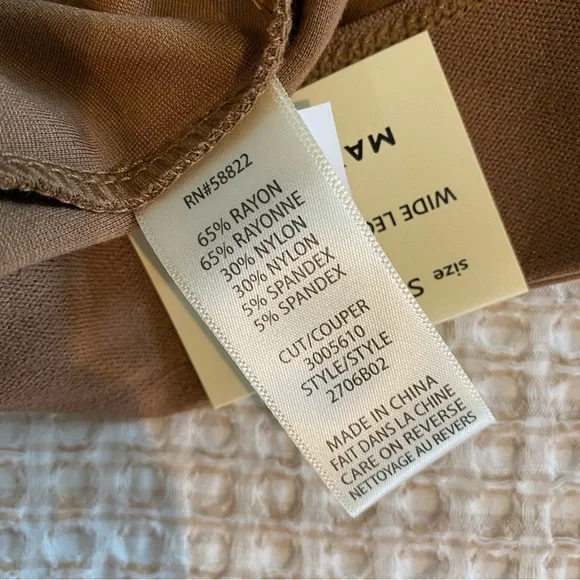 RN#58822
65% RAYON
65% RAYONNE
30% NYLON
30% NYLON
5% SPANDEX
5% SPANDEX
CUT/COUPER
3005610
STYLE/STYLE
2706B02
MADE IN CHINA
FAIT DANS LA CHINE
CARE ON REVERSE
NETTOYAGE AU REVERS
WIDE
size S